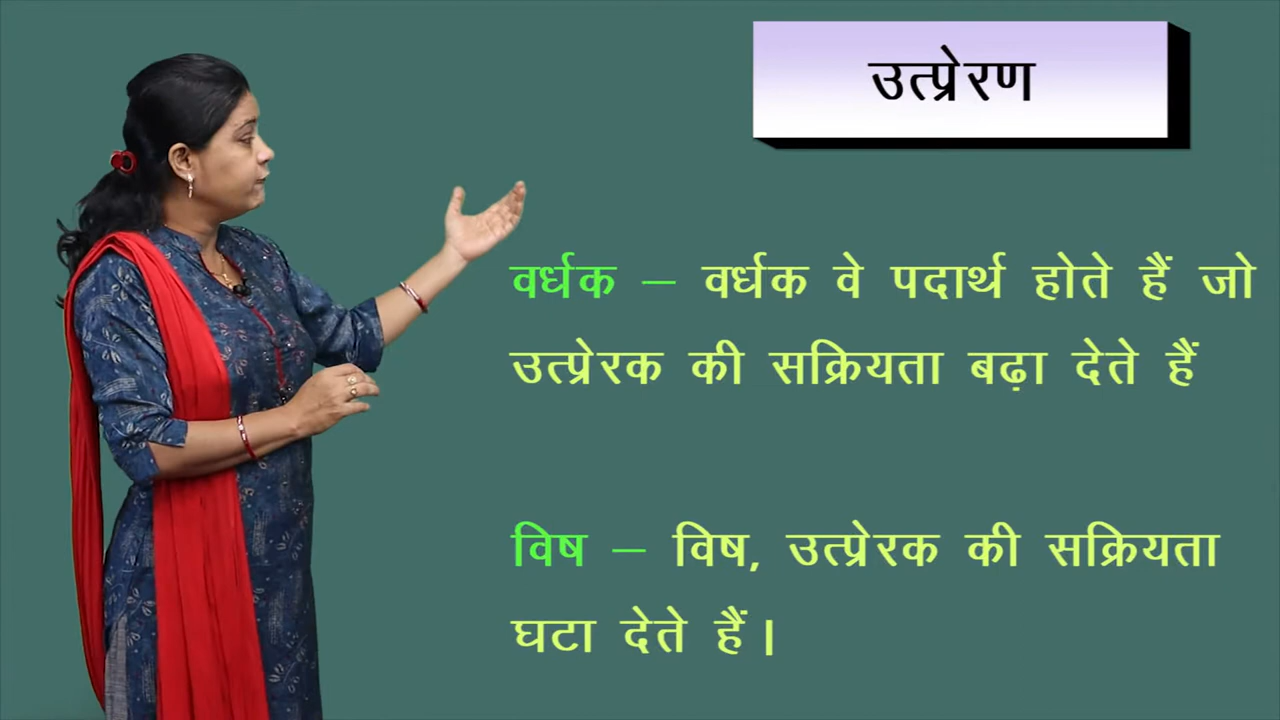 उत्प्रेरण
वर्धक – वर्धक वे पदार्थ होते हैं जो
उत्प्रेरक की सक्रियता बढ़ा देते हैं
विष – विष, उत्प्रेरक की सक्रियता
घटा देते हैं।